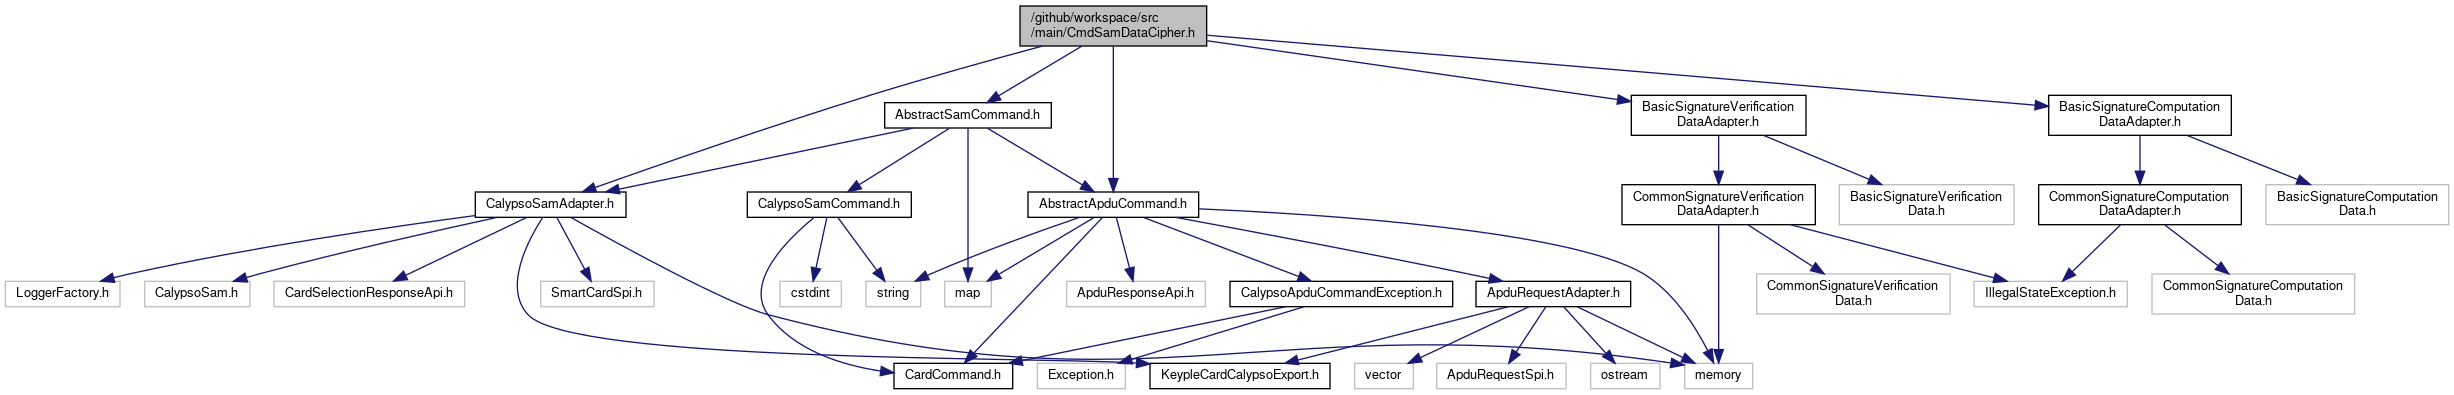 /github/workspace/src
/main/CmdSamDataCipher.h
AbstractSamCommand.h
BasicSignatureVerification
DataAdapter.h
BasicSignatureComputation
DataAdapter.h
CalypsoSamAdapter.h
CalypsoSamCommand.h
AbstractApduCommand.h
CommonSignatureVerification
DataAdapter.h
BasicSignatureVerification
Data.h
CommonSignatureComputation
DataAdapter.h
BasicSignatureComputation
Data.h
LoggerFactory.h
CalypsoSam.h
CardSelectionResponseApi.h
SmartCardSpi.h
cstdint
string
map
ApduResponseApi.h
CalypsoApduCommandException.h
ApduRequestAdapter.h
CommonSignatureVerification
Data.h
IllegalStateException.h
CommonSignatureComputation
Data.h
CardCommand.h
Exception.h
KeypleCardCalypsoExport.h
vector
ApduRequestSpi.h
ostream
memory